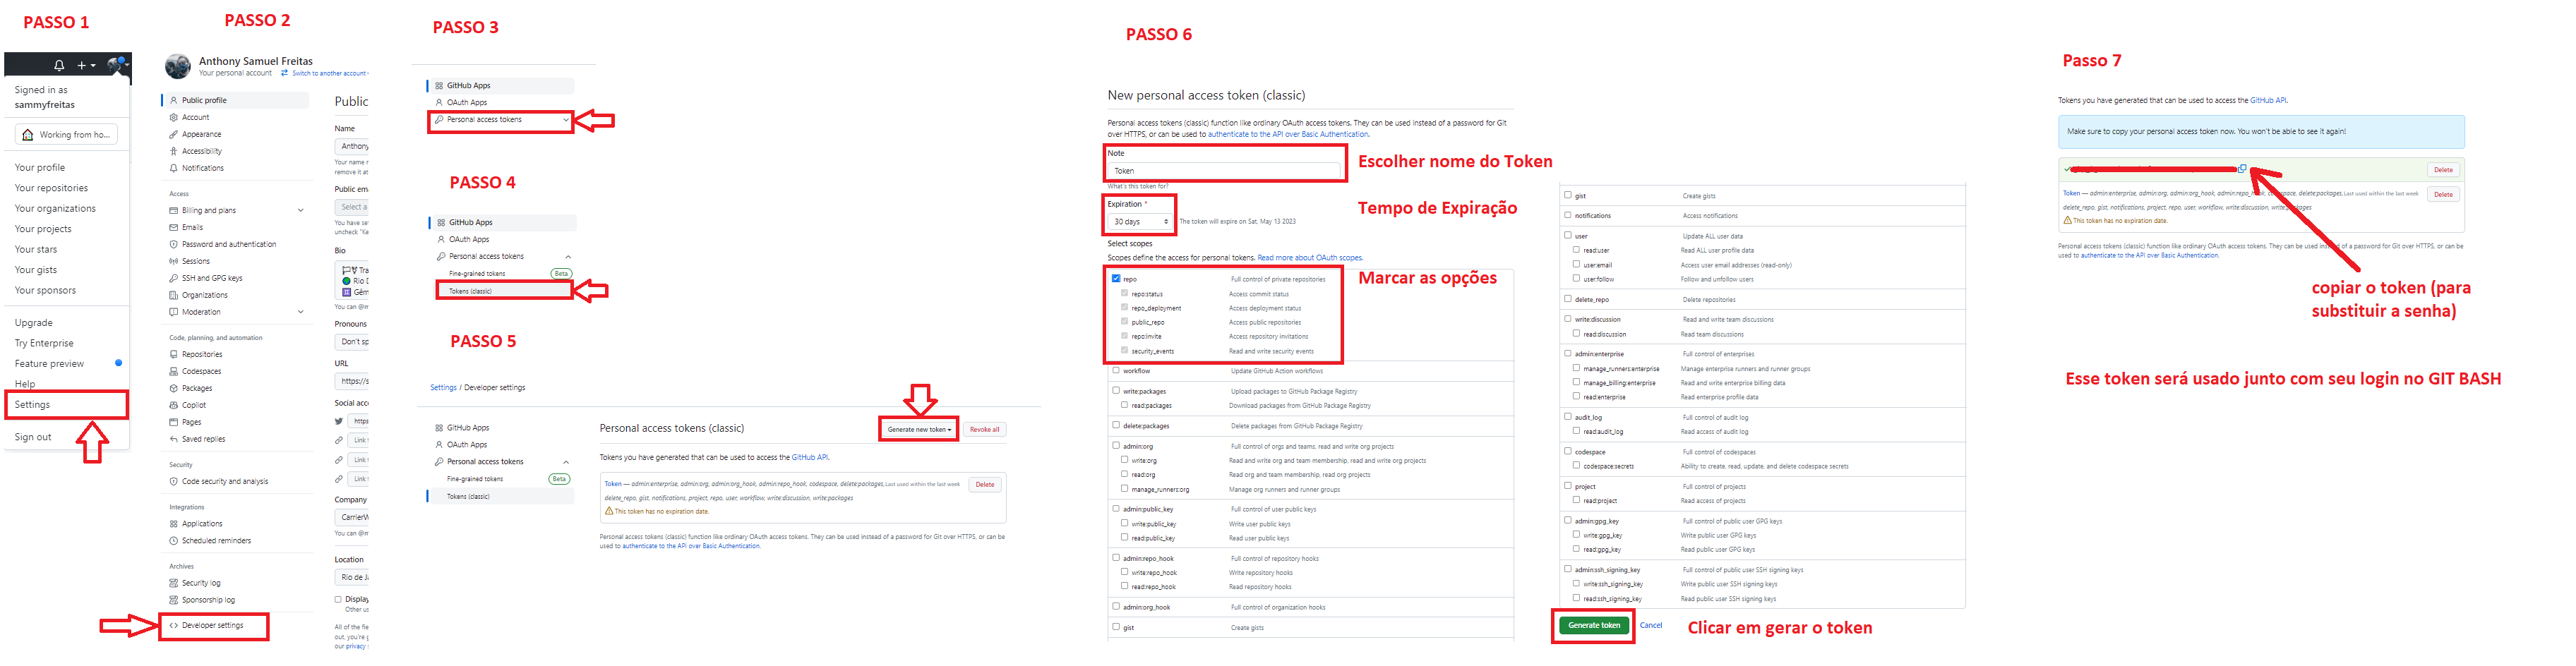 PASSO 1
Signed in as
sammyfreitas
Working from ho...
Your profile
Your repositories
Your organizations
Your projects
Your stars
Your gists
Your sponsors
Upgrade
Try Enterprise
Feature preview
Help
Settings
Sign out
PASSO 2
Anthony Samuel Freitas
Your personal account
Switch to another account
Public profile
Account
Appearance
Accessibility
Notifications
Access
Billing and plans
Emails
Password and authentication
Sessions
SSH and GPG keys
Organizations
Moderation
Code, planning, and automation
Repositories
Codespaces
Packages
Copilot
Pages
Saved replies
Security
Code security and analysis
Integrations
Applications
Scheduled reminders
Archives
Security log
Sponsorship log
Developer settings
Public
Name
Anthony
Your name
remove it at
Public ema
Select a
You have set
uncheck "Ke
Bio
Tra
Rio D
Gêm
You can @m
Pronouns
Don't sp
URL
https://s
Social acco
https
Link t
Link t
Link t
Company
CarrierW
You can @m
Location
Rio de Ja
Display
Other us
All of the fie
out, you're g
our privacy s
PASSO 3
GitHub Apps
OAuth Apps
Personal access tokens
PASSO 4
GitHub Apps
OAuth Apps
Personal access tokens
Fine-grained tokens Beta
Tokens (classic)
PASSO 5
Settings / Developer settings
GitHub Apps
OAuth Apps
Personal access tokens
Fine-grained tokens Beta
Tokens (classic)
Personal access tokens (classic)
Generate new token
Revoke all
Tokens you have generated that can be used to access the GitHub API.
Token — admin:enterprise, admin:org, admin:org_hook, admin:repo_hook, codespace, delete:packages, Last used within the last week
Delete
delete_repo, gist, notifications, project, repo, user, workflow, write:discussion, write:packages
This token has no expiration date.
Personal access tokens (classic) function like ordinary OAuth access tokens. They can be used instead of a password for Git over HTTPS, or can be
used to authenticate to the API over Basic Authentication.
PASSO 6
New personal access token (classic)
Personal access tokens (classic) function like ordinary OAuth access tokens. They can be used instead of a password for Git
over HTTPS, or can be used to authenticate to the API over Basic Authentication.
Note
Token
Escolher nome do Token
What's this token for?
Expiration *
30 days
The token will expire on Sat, May 13 2023
Tempo de Expiração
Select scopes
Scopes define the access for personal tokens. Read more about OAuth scopes.
Marcar as opções
repo Full control of private repositories
repo:status Access commit status
repo_deployment Access deployment status
public_repo Access public repositories
repo:invite Access repository invitations
security_events Read and write security events
workflow Update GitHub Action workflows
write:packages Upload packages to GitHub Package Registry
read:packages Download packages from GitHub Package Registry
delete:packages Delete packages from GitHub Package Registry
admin:org Full control of orgs and teams, read and write org projects
write:org Read and write org and team membership, read and write org projects
read:org Read org and team membership, read org projects
manage_runners:org Manage org runners and runner groups
admin:public_key Full control of user public keys
write:public_key Write user public keys
read:public_key Read user public keys
admin:repo_hook Full control of repository hooks
write:repo_hook Write repository hooks
read:repo_hook Read repository hooks
admin:org_hook Full control of organization hooks
gist Create gists
gist Create gists
notifications Access notifications
user Update ALL user data
read:user Read ALL user profile data
user:email Access user email addresses (read-only)
user:follow Follow and unfollow users
delete_repo Delete repositories
write:discussion Read and write team discussions
read:discussion Read team discussions
admin:enterprise Full control of enterprises
manage_runners:enterprise Manage enterprise runners and runner groups
manage_billing:enterprise Read and write enterprise billing data
read:enterprise Read enterprise profile data
audit_log Full control of audit log
read:audit_log Read access of audit log
codespace Full control of codespaces
codespace:secrets Ability to create, read, update, and delete codespace secrets
project Full control of projects
read:project Read access of projects
admin:gpg_key Full control of public user GPG keys
write:gpg_key Write public user GPG keys
read:gpg_key Read public user GPG keys
admin:ssh_signing_key Full control of public user SSH signing keys
write:ssh_signing_key Write public user SSH signing keys
read:ssh_signing_key Read public user SSH signing keys
Generate token
Cancel
Clicar em gerar o token
Passo 7
Tokens you have generated that can be used to access the GitHub API.
Make sure to copy your personal access token now. You won't be able to see it again!
Delete
Token — admin:enterprise, admin:org, admin:org_hook, admin:repo_hook, codespace, delete:packages, Last used within the last week
Delete
delete_repo, gist, notifications, project, repo, user, workflow, write:discussion, write:packages
This token has no expiration date.
Personal access tokens (classic) function like ordinary OAuth access tokens. They can be used instead of a password for Git over HTTPS, or can be
used to authenticate to the API over Basic Authentication.
copiar o token (para
substituir a senha)
Esse token será usado junto com seu login no GIT BASH